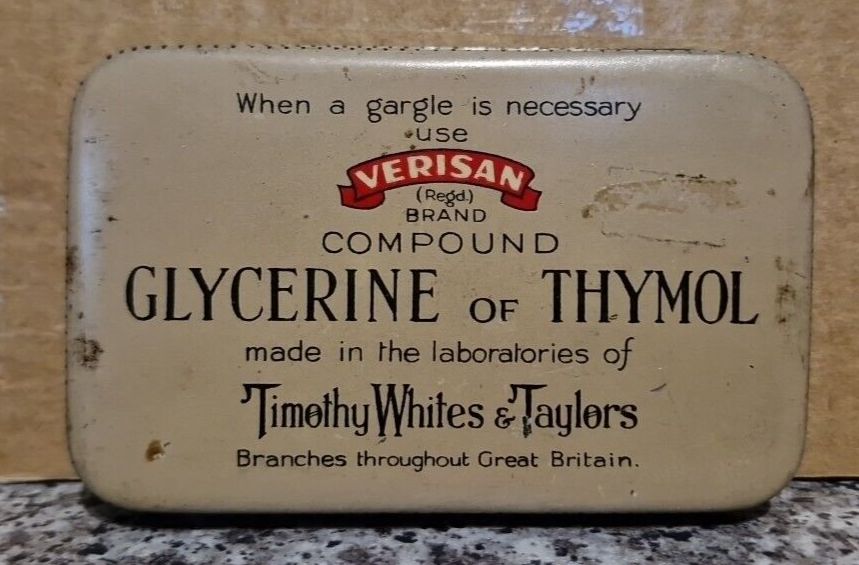 When a gargle is necessary
use
VERISAN
(Regd.)
BRAND
COMPOUND
GLYCERINE OF THYMOL
made in the laboratories of
Timothy Whites & Taylors
Branches throughout Great Britain.